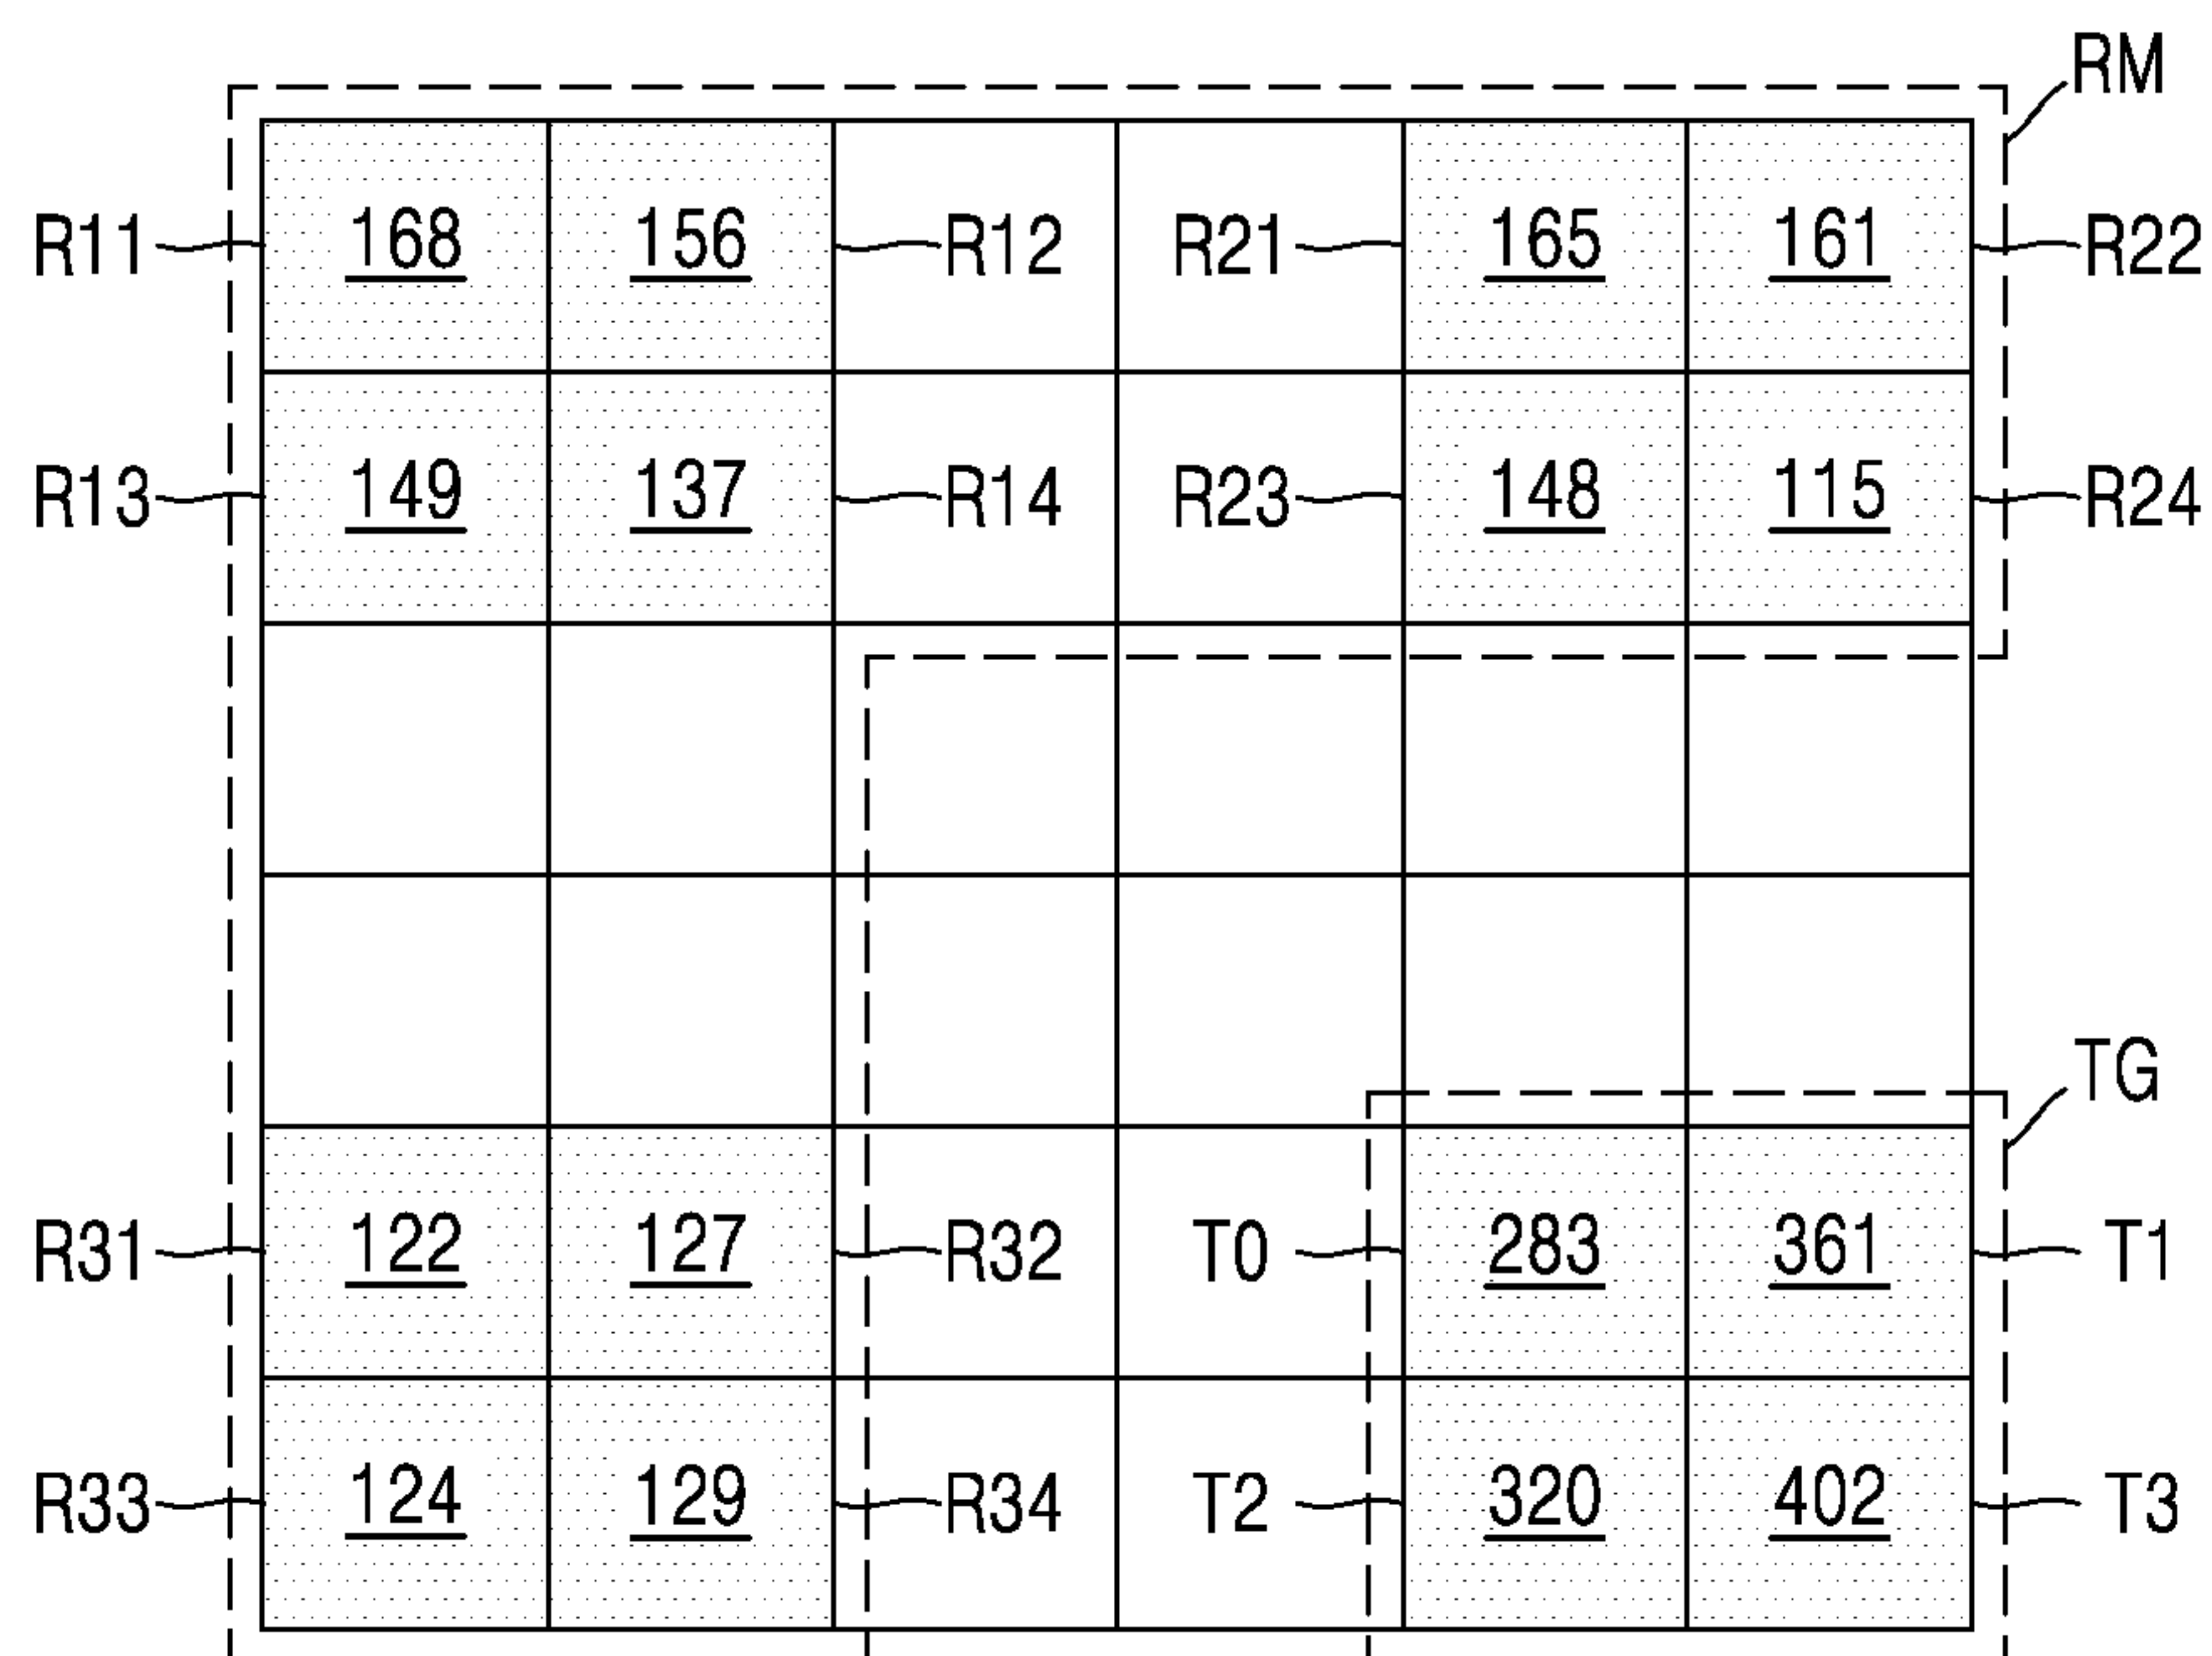 RM
R11 168 156 R12 R21 165 161 R22
R13 149 137 R14 R23 148 115 R24
TG
R31 122 127 R32 T0 283 361 T1
R33 124 129 R34 T2 320 402 T3